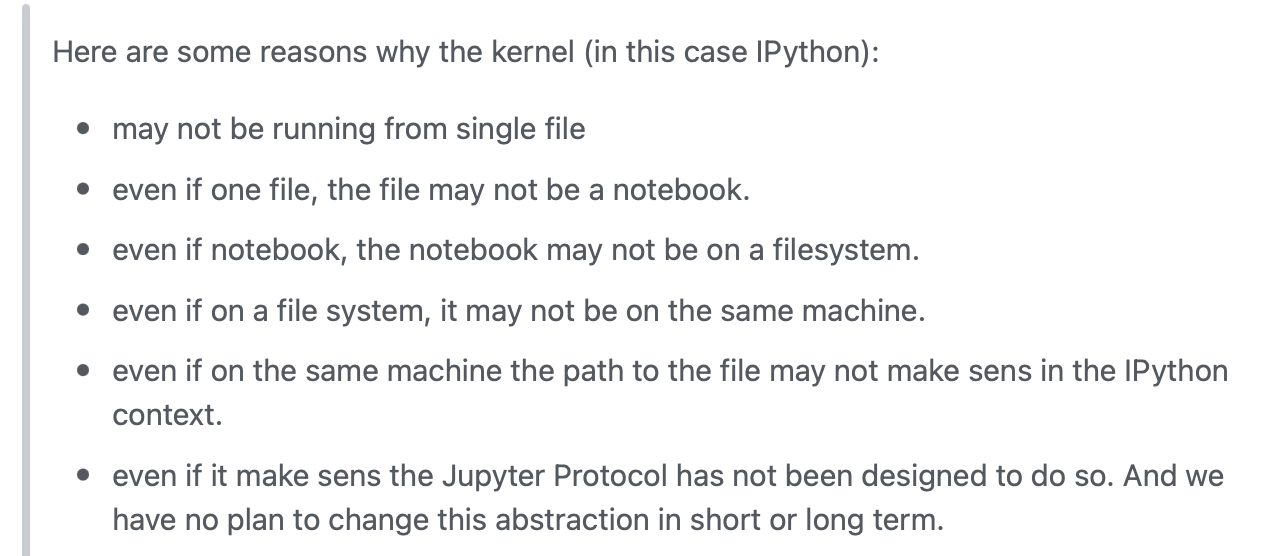 Here are some reasons why the kernel (in this case IPython):
• may not be running from single file
• even if one file, the file may not be a notebook.
• even if notebook, the notebook may not be on a filesystem.
• even if on a file system, it may not be on the same machine.
• even if on the same machine the path to the file may not make sens in the IPython
context.
• even if it make sens the Jupyter Protocol has not been designed to do so. And we
have no plan to change this abstraction in short or long term.